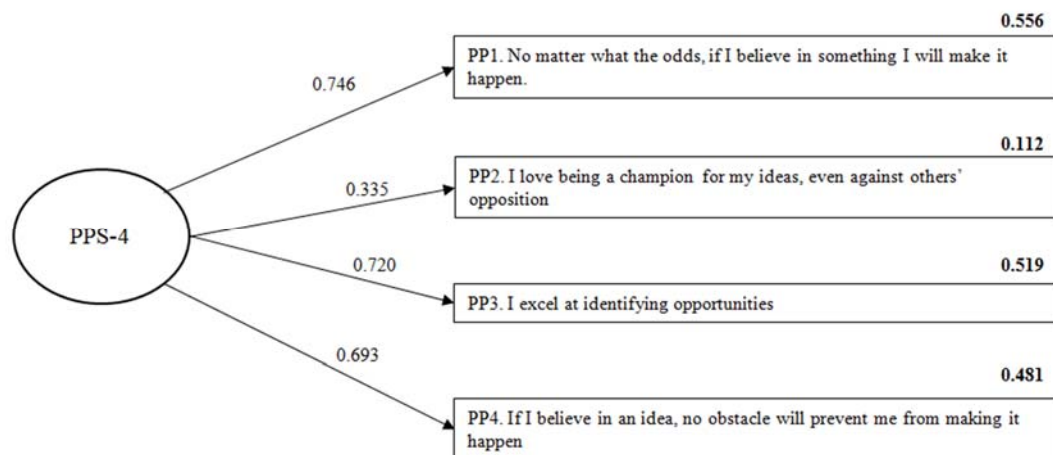 0.556
PP1. No matter what the odds, if I believe in something I will make it
happen.
0.746
0.112
PP2. I love being a champion for my ideas, even against others’
opposition
0.335
PPS-4
0.519
0.720
PP3. I excel at identifying opportunities
0.693
0.481
PP4. If I believe in an idea, no obstacle will prevent me from making it
happen